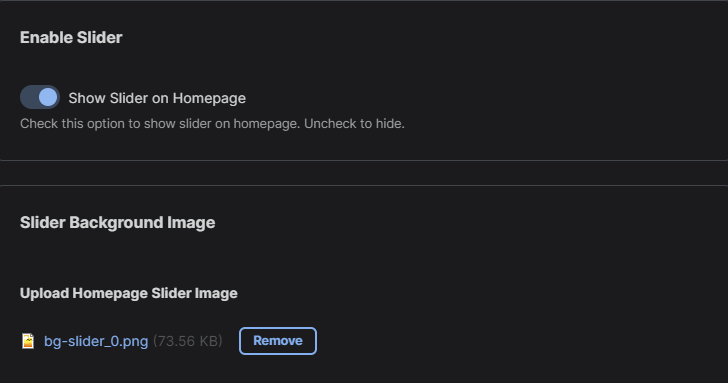 Enable Slider
Show Slider on Homepage
Check this option to show slider on homepage. Uncheck to hide.
Slider Background Image
Upload Homepage Slider Image
bg-slider_0.png (73.56 KB) Remove